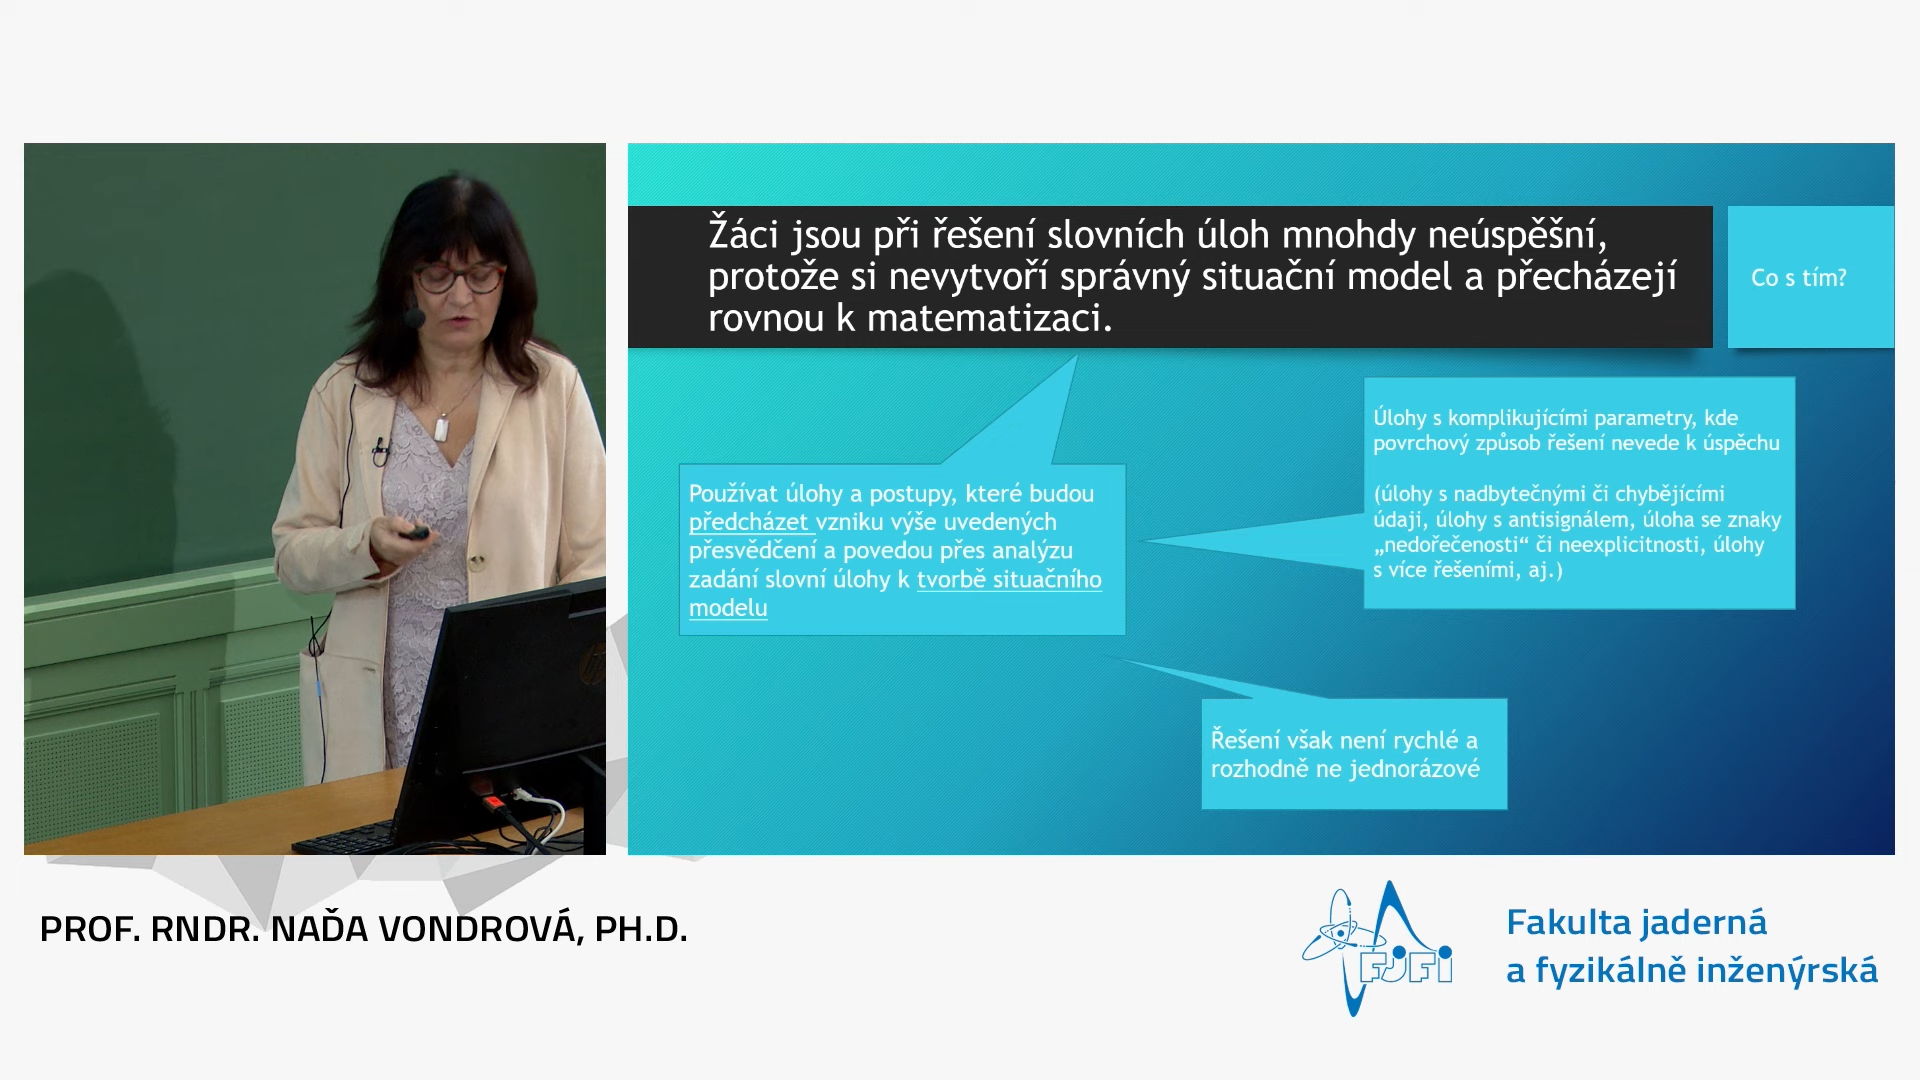 Žáci jsou při řešení slovních úloh mnohdy neúspěšní,
protože si nevytvoří správný situační model a přecházejí
rovnou k matematizaci.
Co s tím?
Používat úlohy a postupy, které budou
předcházet vzniku výše uvedených
přesvědčení a povedou přes analýzu
zadání slovní úlohy k tvorbě situačního
modelu
Úlohy s komplikujícími parametry, kde
povrchový způsob řešení nevede k úspěchu
(úlohy s nadbytečnými či chybějícími
údaji, úlohy s antisignálem, úloha se znaky
„nedořečenosti“ či neexplicitnosti, úlohy
s více řešeními, aj.)
Řešení však není rychlé a
rozhodně ne jednorázové
PROF. RNDR. NAĎA VONDROVÁ, PH.D.
FJFI
Fakulta jaderná
a fyzikálně inženýrská